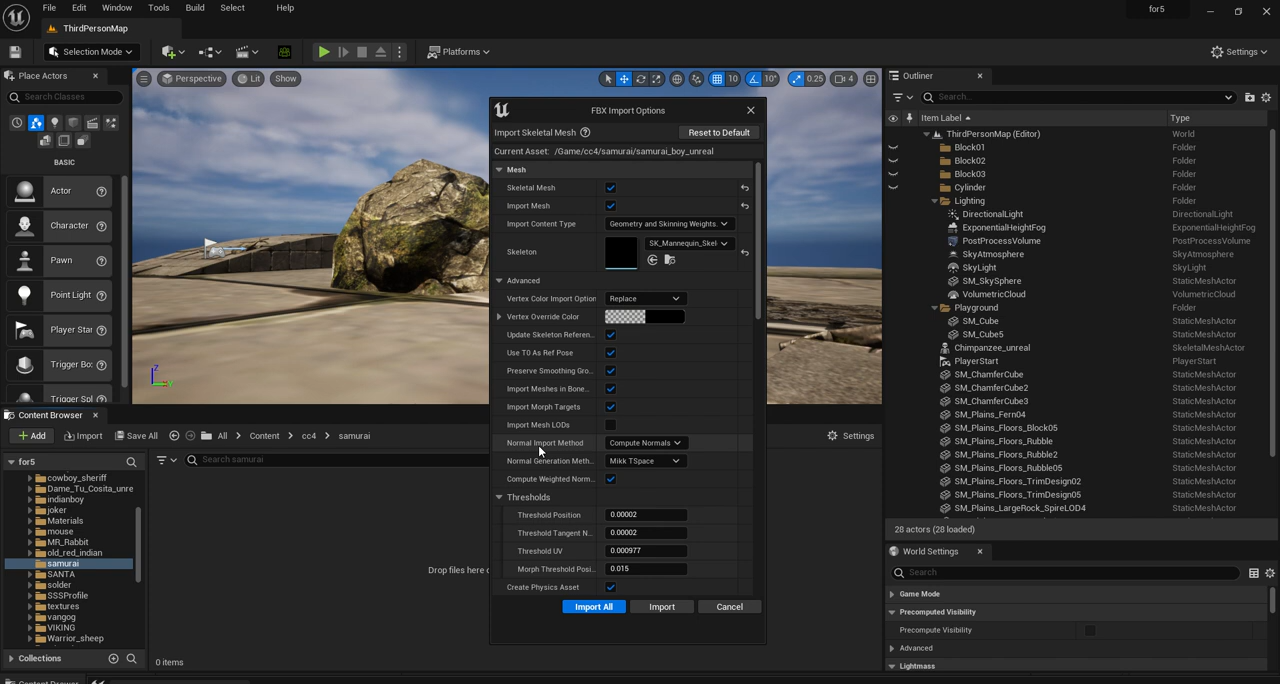 File Edit Window Tools Build Select Help
for5
ThirdPersonMap
Selection Mode
Platforms
Settings
Place Actors
Search Classes
BASIC
Actor
Character
Pawn
Point Light
Player Star
Trigger Bo
Trigger Spl
Perspective
Lit
Show
10
10°
0.25
4
Z
FBX Import Options
Import Skeletal Mesh
Reset to Default
Current Asset: /Game/cc4/samurai/samurai_boy_unreal
Mesh
Skeletal Mesh
Import Mesh
Import Content Type Geometry and Skinning Weights.
Skeleton SK_Mannequin_Skel
Advanced
Vertex Color Import Option Replace
Vertex Override Color
Update Skeleton Referen...
Use T0 As Ref Pose
Preserve Smoothing Gro...
Import Meshes in Bone...
Import Morph Targets
Import Mesh LODs
Normal Import Method Compute Normals
Normal Generation Meth... Mikk TSpace
Compute Weighted Norm...
Thresholds
Threshold Position 0.00002
Threshold Tangent N... 0.00002
Threshold UV 0.000977
Morph Threshold Posi... 0.015
Create Physics Asset
Import All
Import
Cancel
Outliner
Search...
Item Label Type
ThirdPersonMap (Editor) World
Block01 Folder
Block02 Folder
Block03 Folder
Cylinder Folder
Lighting Folder
DirectionalLight DirectionalLight
ExponentialHeightFog ExponentialHeightFog
PostProcessVolume PostProcessVolume
SkyAtmosphere SkyAtmosphere
SkyLight SkyLight
SM_SkySphere StaticMeshActor
VolumetricCloud VolumetricCloud
Playground Folder
SM_Cube StaticMeshActor
SM_Cube5 StaticMeshActor
Chimpanzee_unreal SkeletalMeshActor
PlayerStart PlayerStart
SM_ChamferCube StaticMeshActor
SM_ChamferCube2 StaticMeshActor
SM_ChamferCube3 StaticMeshActor
SM_Plains_Fern04 StaticMeshActor
SM_Plains_Floors_Block05 StaticMeshActor
SM_Plains_Floors_Rubble StaticMeshActor
SM_Plains_Floors_Rubble2 StaticMeshActor
SM_Plains_Floors_Rubble05 StaticMeshActor
SM_Plains_Floors_TrimDesign02 StaticMeshActor
SM_Plains_Floors_TrimDesign05 StaticMeshActor
SM_Plains_LargeRock_SpireLOD4 StaticMeshActor
28 actors (28 loaded)
World Settings
Search
Game Mode
Precomputed Visibility
Precompute Visibility
Advanced
Lightmass
Content Browser
Add
Import
Save All
All > Content > cc4 > samurai
Settings
for5
Search samurai
cowboy_sheriff
Dame_Tu_Cosita_unre
indianboy
joker
Materials
mouse
MR_Rabbit
old_red_indian
samurai
SANTA
solder
SSSProfile
textures
vangog
VIKING
Warrior_sheep
Drop files here o
Collections
0 items